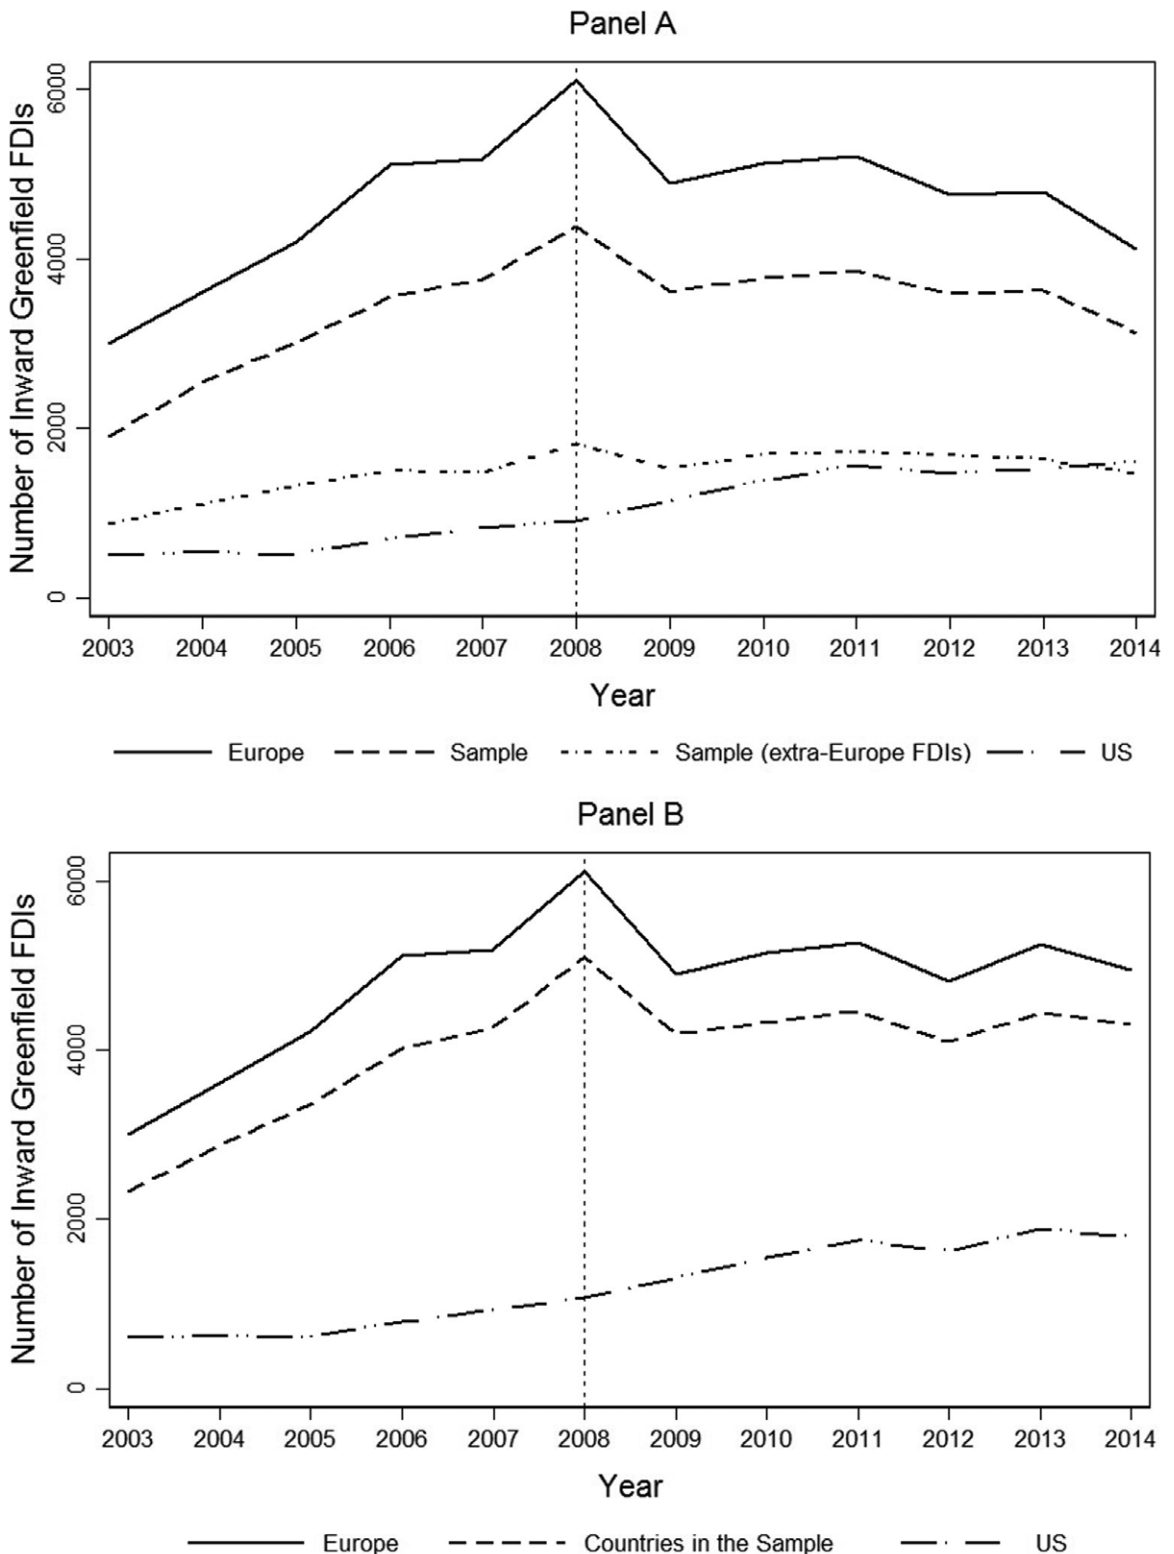 Panel A
Number of Inward Greenfield FDIs
6000
4000
2000
0
2003 2004 2005 2006 2007 2008 2009 2010 2011 2012 2013 2014
Year
Europe Sample Sample (extra-Europe FDIs) US
Panel B
Number of Inward Greenfield FDIs
6000
4000
2000
0
2003 2004 2005 2006 2007 2008 2009 2010 2011 2012 2013 2014
Year
Europe Countries in the Sample US